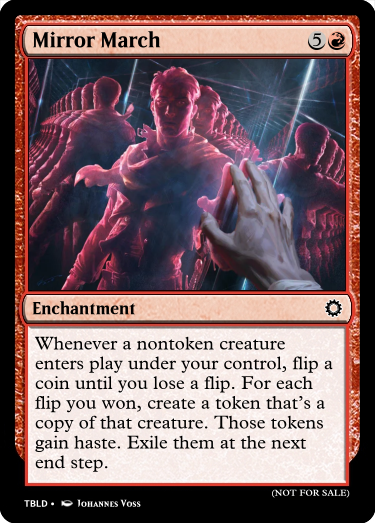 Mirror March 5
Enchantment
Whenever a nontoken creature
enters play under your control, flip a
coin until you lose a flip. For each
flip you won, create a token that's a
copy of that creature. Those tokens
gain haste. Exile them at the next
end step.
(NOT FOR SALE)
TBLD • Johannes Voss